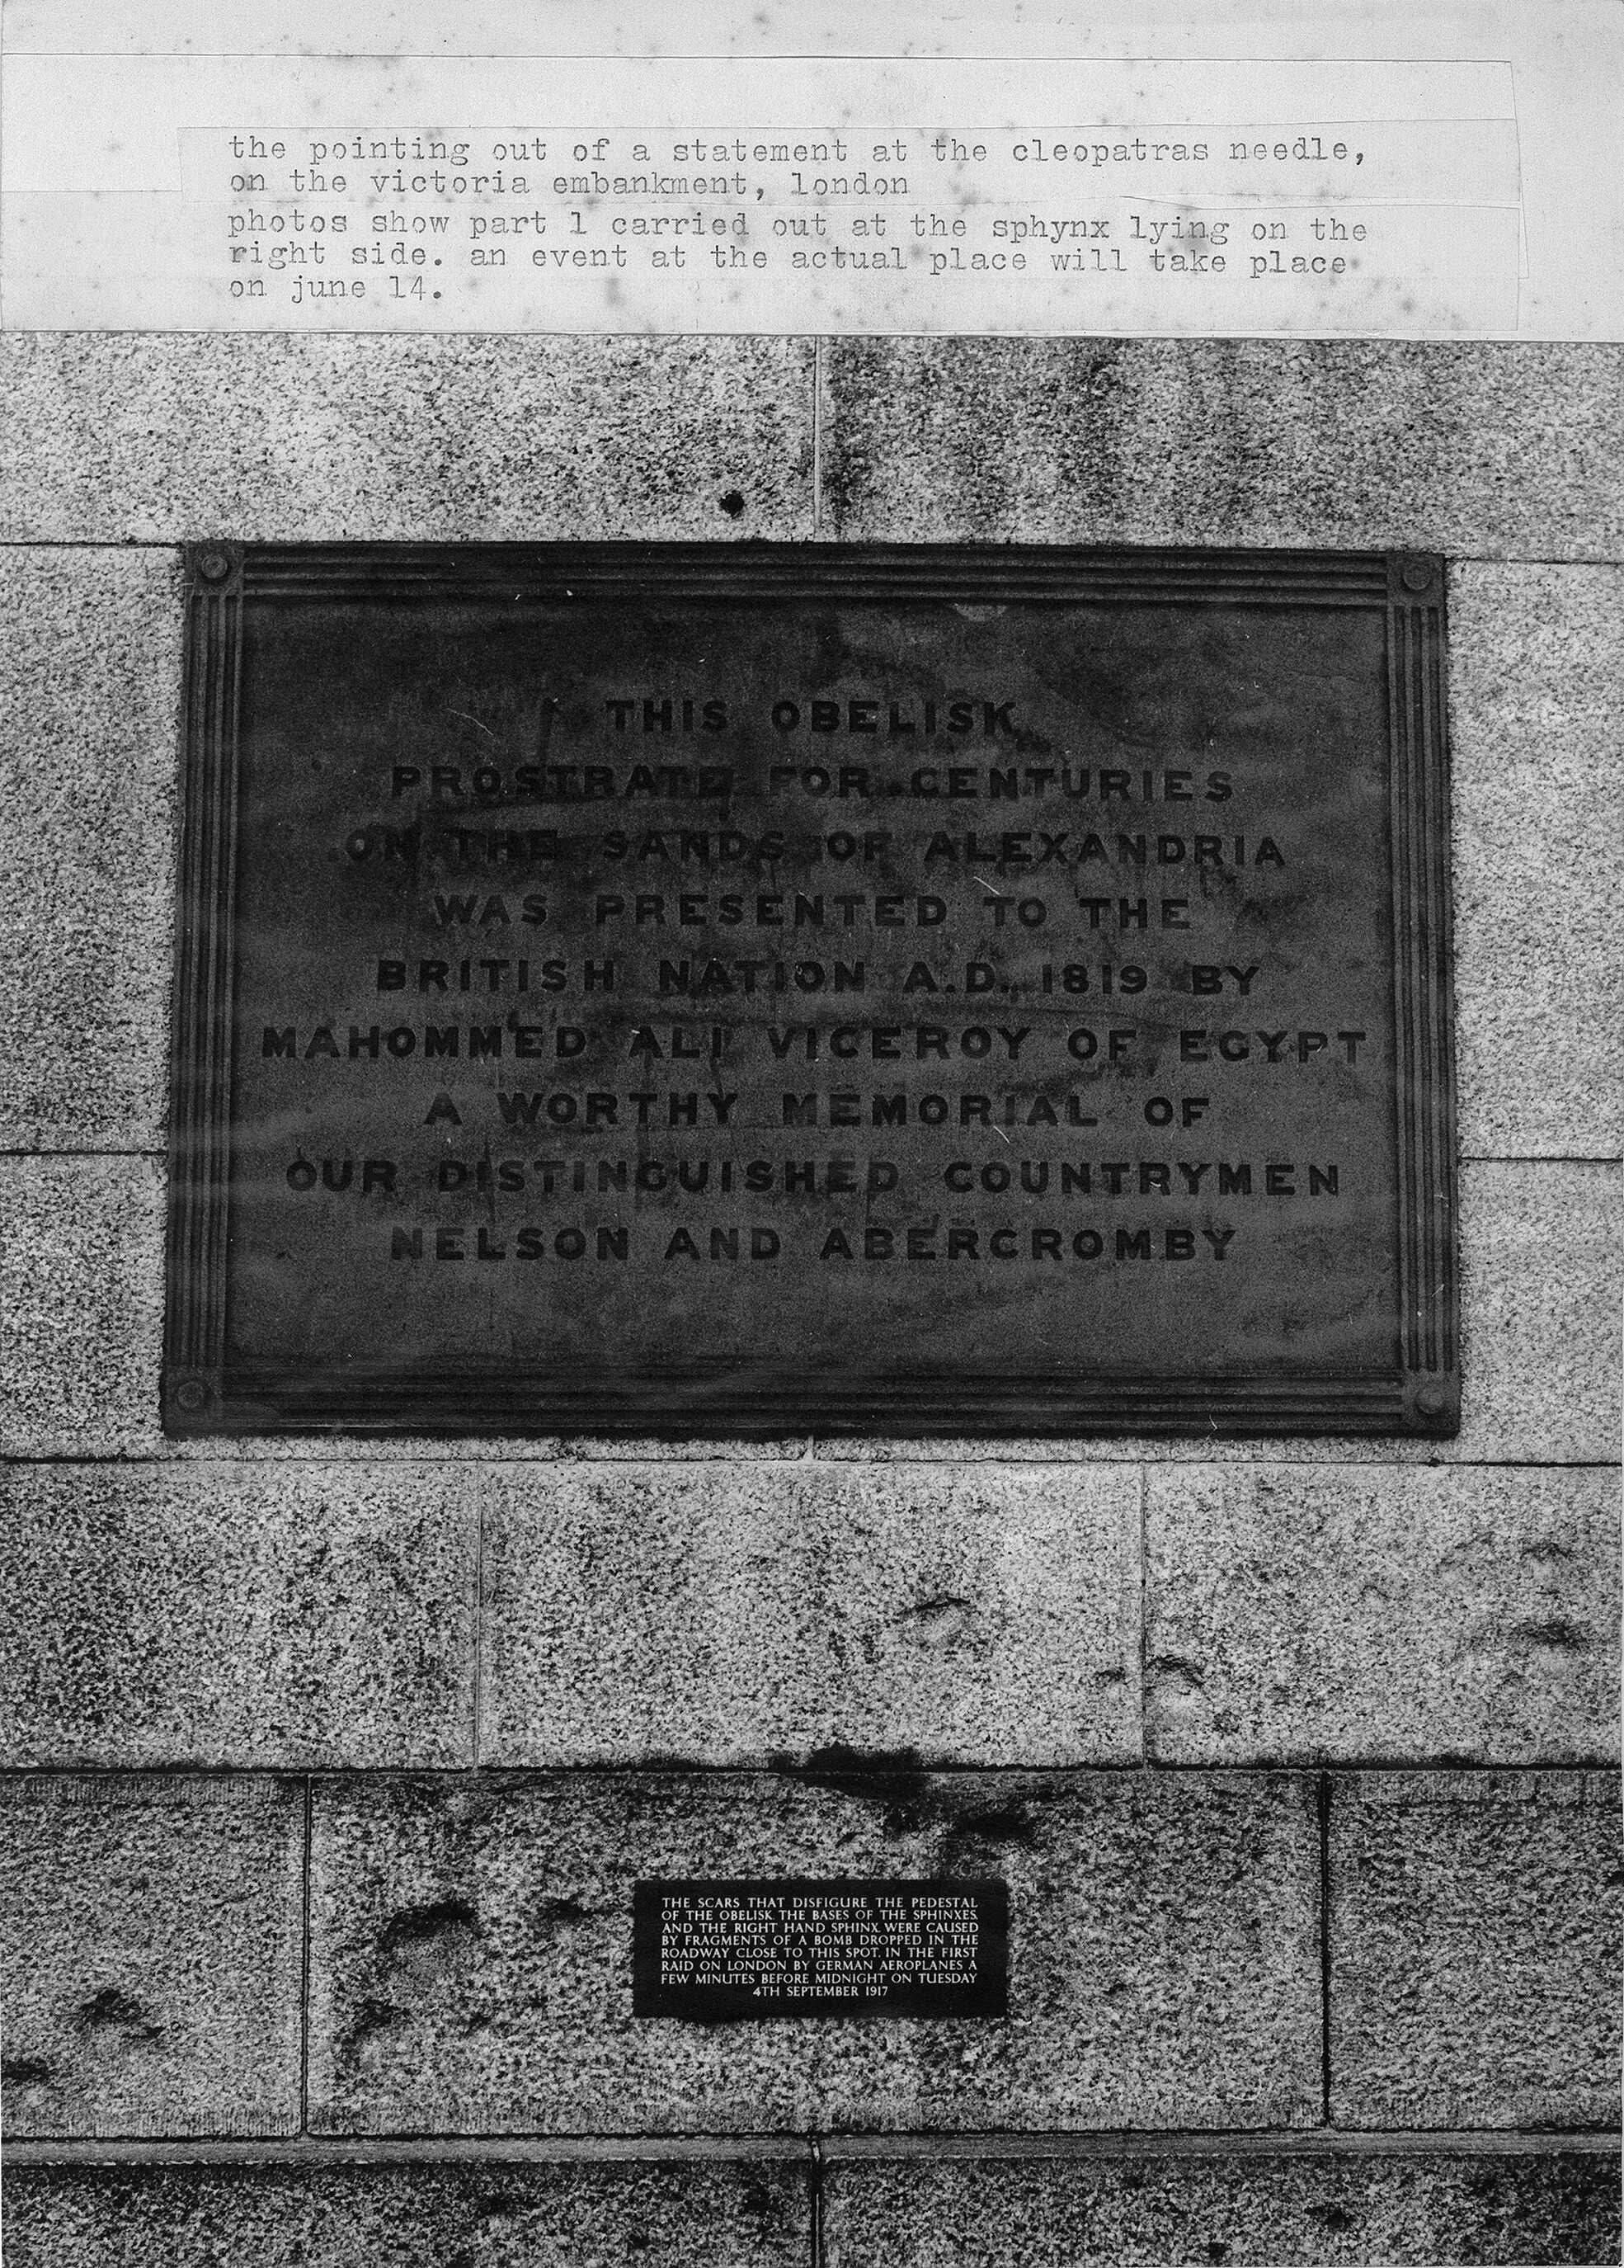 the pointing out of a statement at the cleopatras needle,
on the victoria embankment, london
photos show part 1 carried out at the sphynx lying on the
right side. an event at the actual place will take place
on june 14.
THIS OBELISK
PROSTRATE FOR CENTURIES
ON THE SANDS OF ALEXANDRIA
WAS PRESENTED TO THE
BRITISH NATION A.D. 1819 BY
MAHOMMED ALI VICEROY OF EGYPT
A WORTHY MEMORIAL OF
OUR DISTINGUISHED COUNTRYMEN
NELSON AND ABERCROMBY
THE SCARS THAT DISFIGURE THE PEDESTAL
OF THE OBELISK, THE BASES OF THE SPHINXES,
AND THE RIGHT HAND SPHINX, WERE CAUSED
BY FRAGMENTS OF A BOMB DROPPED IN THE
ROADWAY CLOSE TO THIS SPOT, IN THE FIRST
RAID ON LONDON BY GERMAN AEROPLANES A
FEW MINUTES BEFORE MIDNIGHT ON TUESDAY
4TH SEPTEMBER 1917